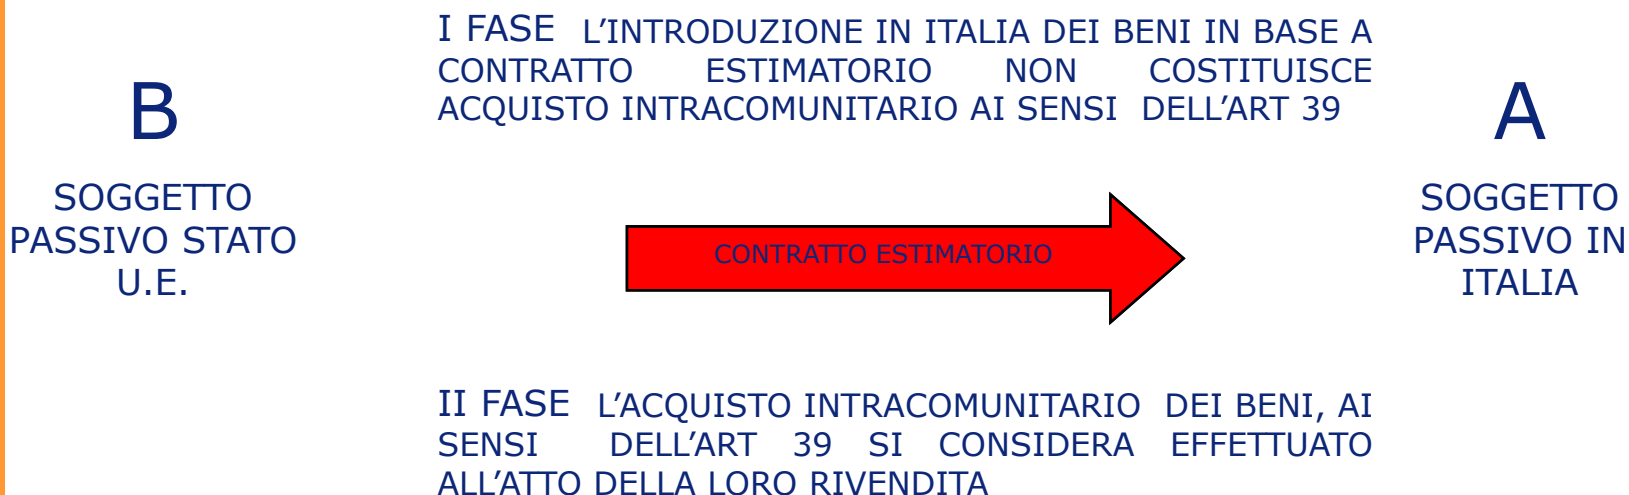 I FASE L’INTRODUZIONE IN ITALIA DEI BENI IN BASE A
CONTRATTO ESTIMATORIO NON COSTITUISCE
ACQUISTO INTRACOMUNITARIO AI SENSI DELL’ART 39
B
SOGGETTO
PASSIVO STATO
U.E.
CONTRATTO ESTIMATORIO
A
SOGGETTO
PASSIVO IN
ITALIA
II FASE L’ACQUISTO INTRACOMUNITARIO DEI BENI, AI
SENSI DELL’ART 39 SI CONSIDERA EFFETTUATO
ALL’ATTO DELLA LORO RIVENDITA